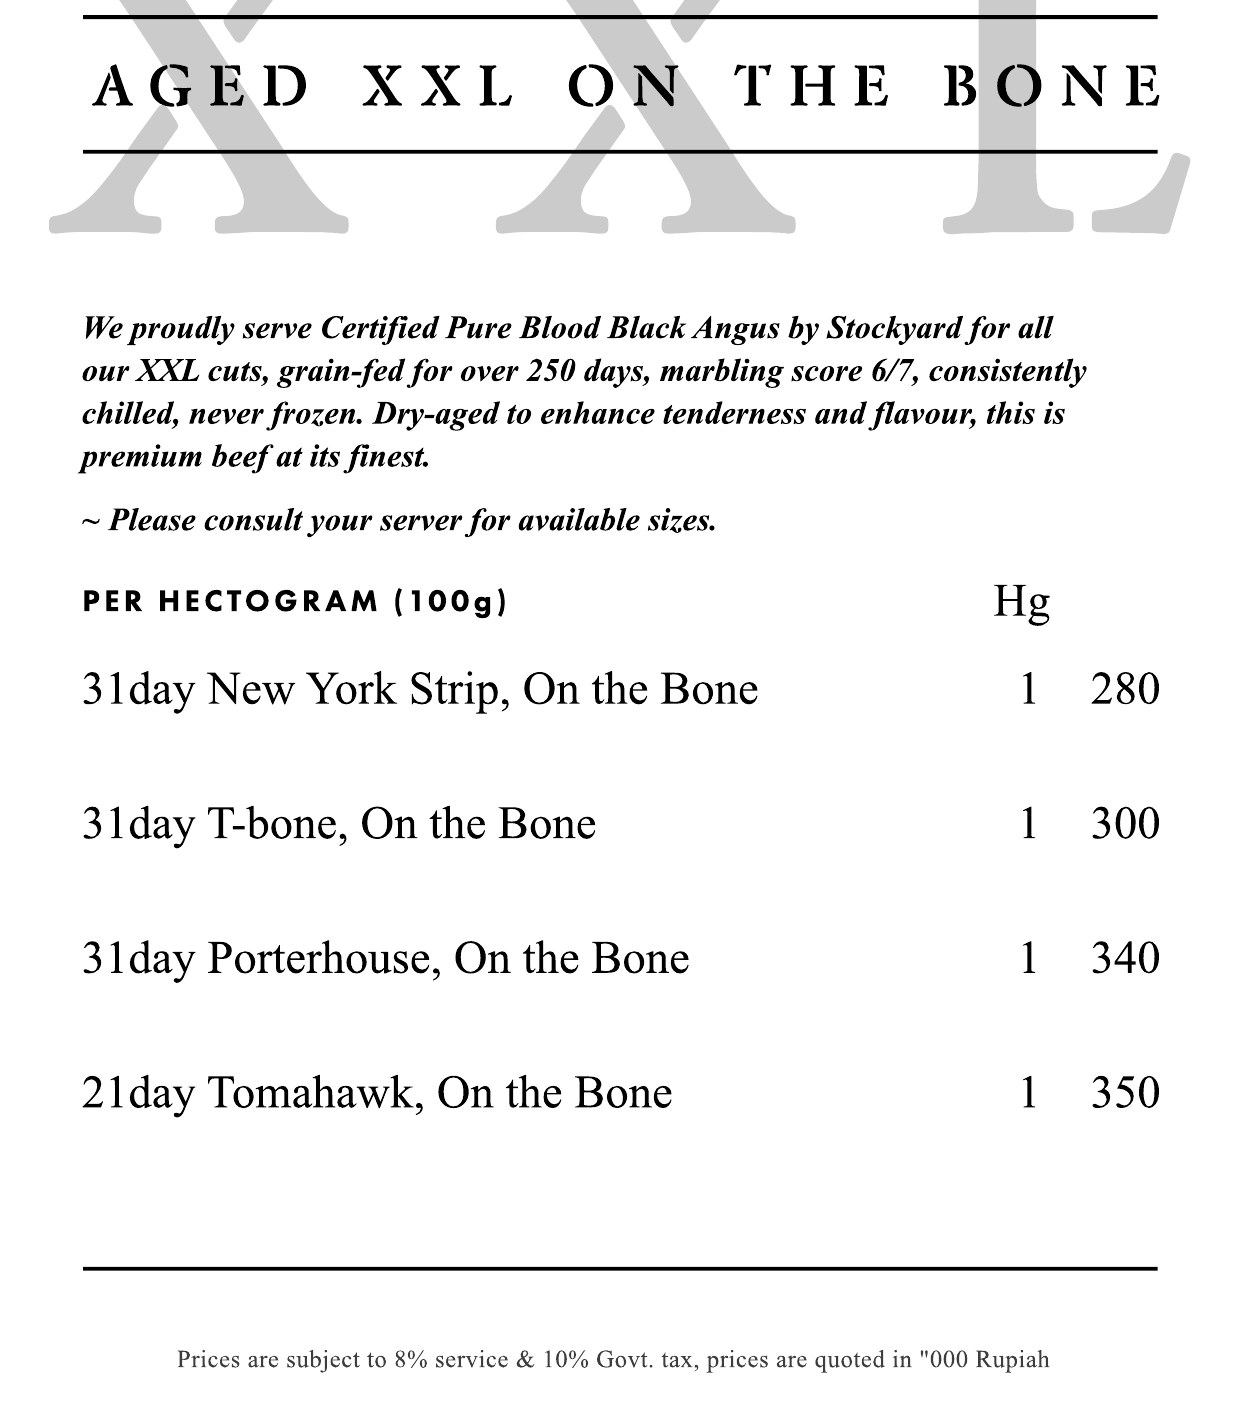 XXL
AGED XXL ON THE BONE
We proudly serve Certified Pure Blood Black Angus by Stockyard for all
our XXL cuts, grain-fed for over 250 days, marbling score 6/7, consistently
chilled, never frozen. Dry-aged to enhance tenderness and flavour, this is
premium beef at its finest.
~ Please consult your server for available sizes.
PER HECTOGRAM (100g) Hg
31day New York Strip, On the Bone 1 280
31day T-bone, On the Bone 1 300
31day Porterhouse, On the Bone 1 340
21day Tomahawk, On the Bone 1 350
Prices are subject to 8% service & 10% Govt. tax, prices are quoted in "000 Rupiah